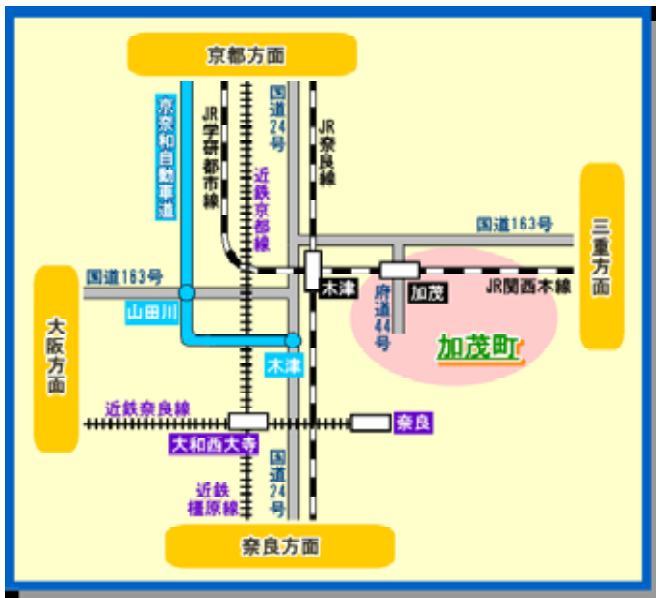 京都方面
京奈和自動車道
JR学研都市線
近鉄京都線
国道24号
JR奈良線
三重方面
国道163号
国道163号
木津
加茂
JR関西本線
山田川
府道44号
大阪方面
加茂町
木津
近鉄奈良線
大和西大寺
奈良
国道24号
近鉄
橿原線
奈良方面